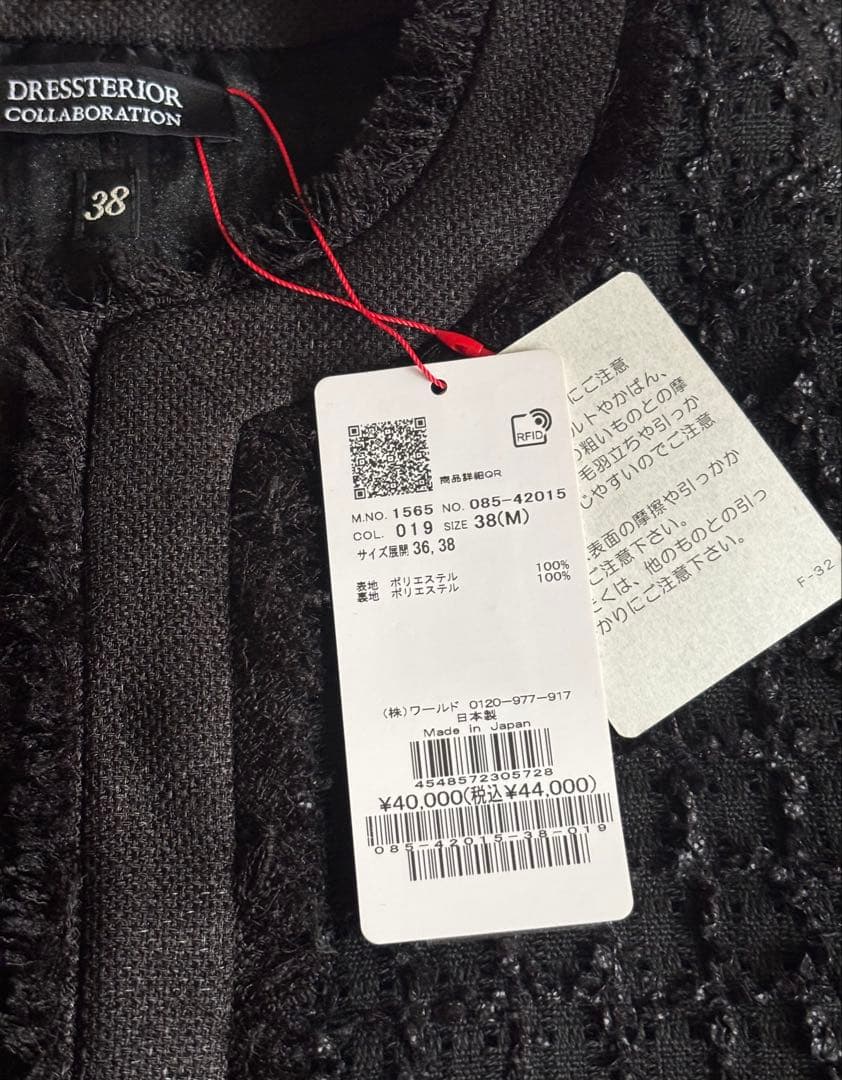 DRESSTERIOR
COLLABORATION
38
RFID
商品詳細QR
M.NO. 1565 NO. 085-42015
COL. 019 SIZE 38(M)
サイズ展開 36,38
表地 ポリエステル 100%
裏地 ポリエステル 100%
(株)ワールド 0120-977-917
日本製
Made in Japan
4548572305728
¥40,000(税込¥44,000)
085-42015-38-019
にご注意
ルトやかばん、
粗いものとの摩
毛羽立ちや引っか
じやすいのでご注意
表面の摩擦や引っかか
ご注意下さい。
くは、他のものとの引っ
かりにご注意下さい。
F-32